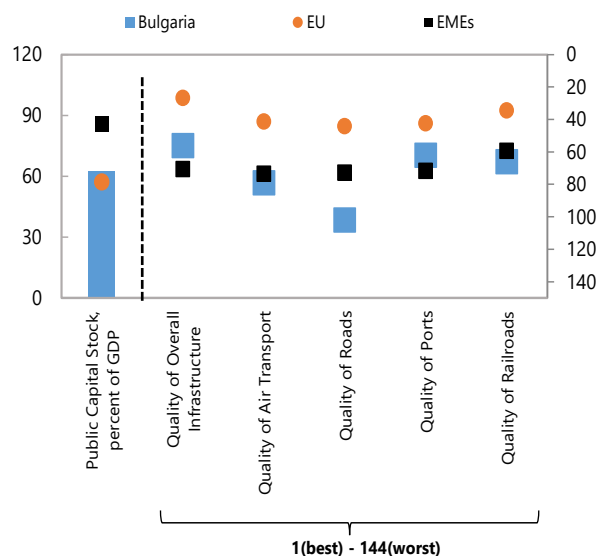 Bulgaria EU EMEs
120 0
90 20
60 40
30 60
0 80
100
120
140
Public Capital Stock,
percent of GDP
Quality of Overall
Infrastructure
Quality of Air Transport
Quality of Roads
Quality of Ports
Quality of Railroads
1(best) - 144(worst)